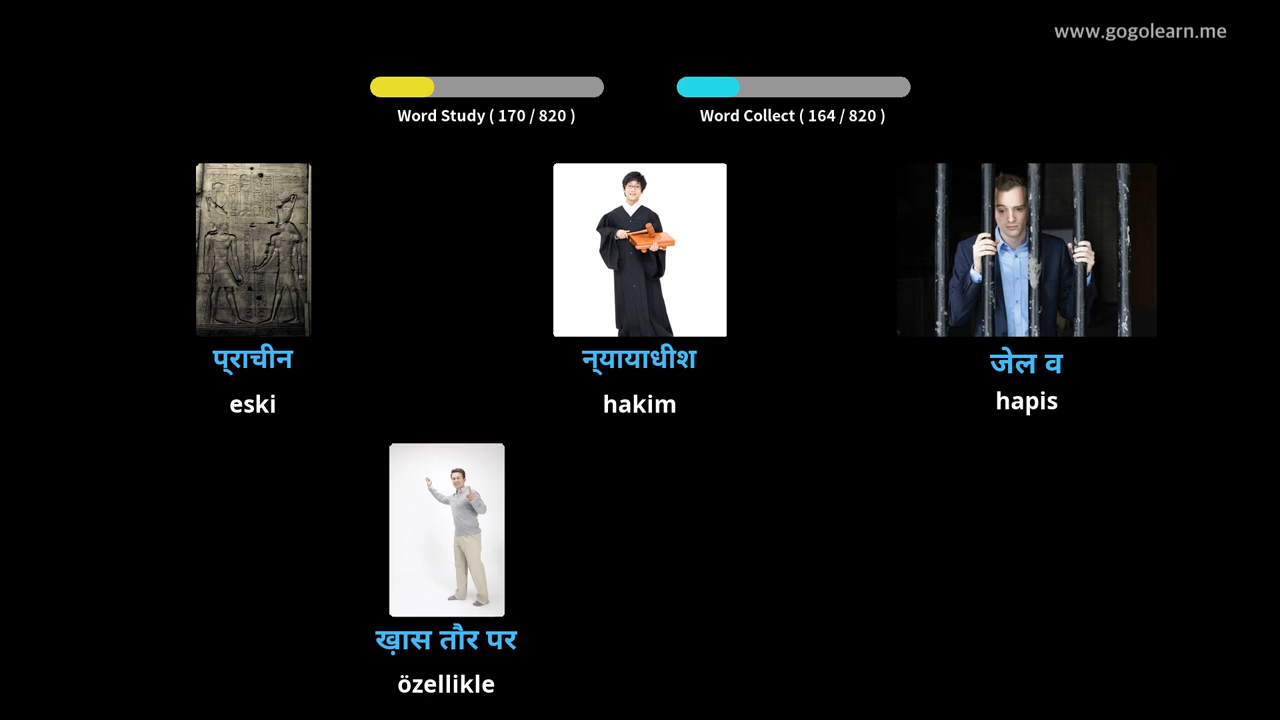 www.gogolearn.me
Word Study ( 170 / 820 )
Word Collect ( 164 / 820 )
प्राचीन
न्यायाधीश
जेल व
eski
hakim
hapis
ख़ास तौर पर
özellikle